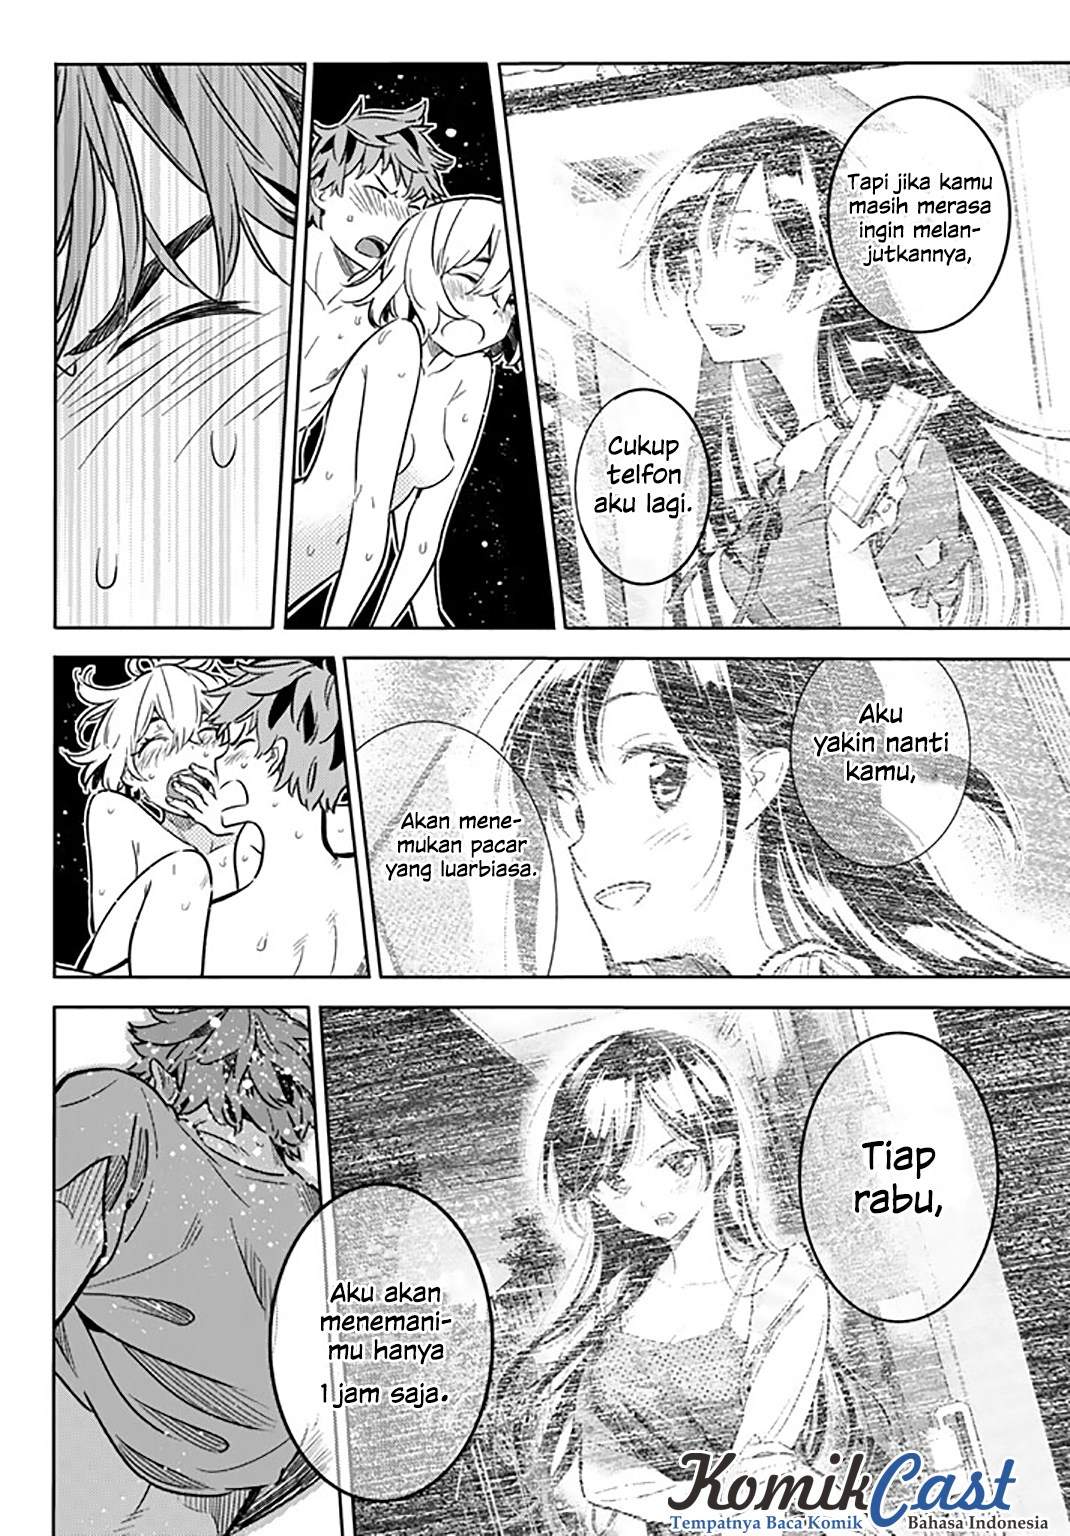 Tapi jika kamu
masih merasa
ingin melan-
jutkannya,
Cukup
telfon
aku lagi.
Aku
yakin nanti
kamu,
Akan mene-
mukan pacar
yang luarbiasa.
Tiap
rabu,
Aku akan
menemani-
mu hanya
1 jam saja.
KomikCast
Tempatnya Baca Komik Bahasa Indonesia